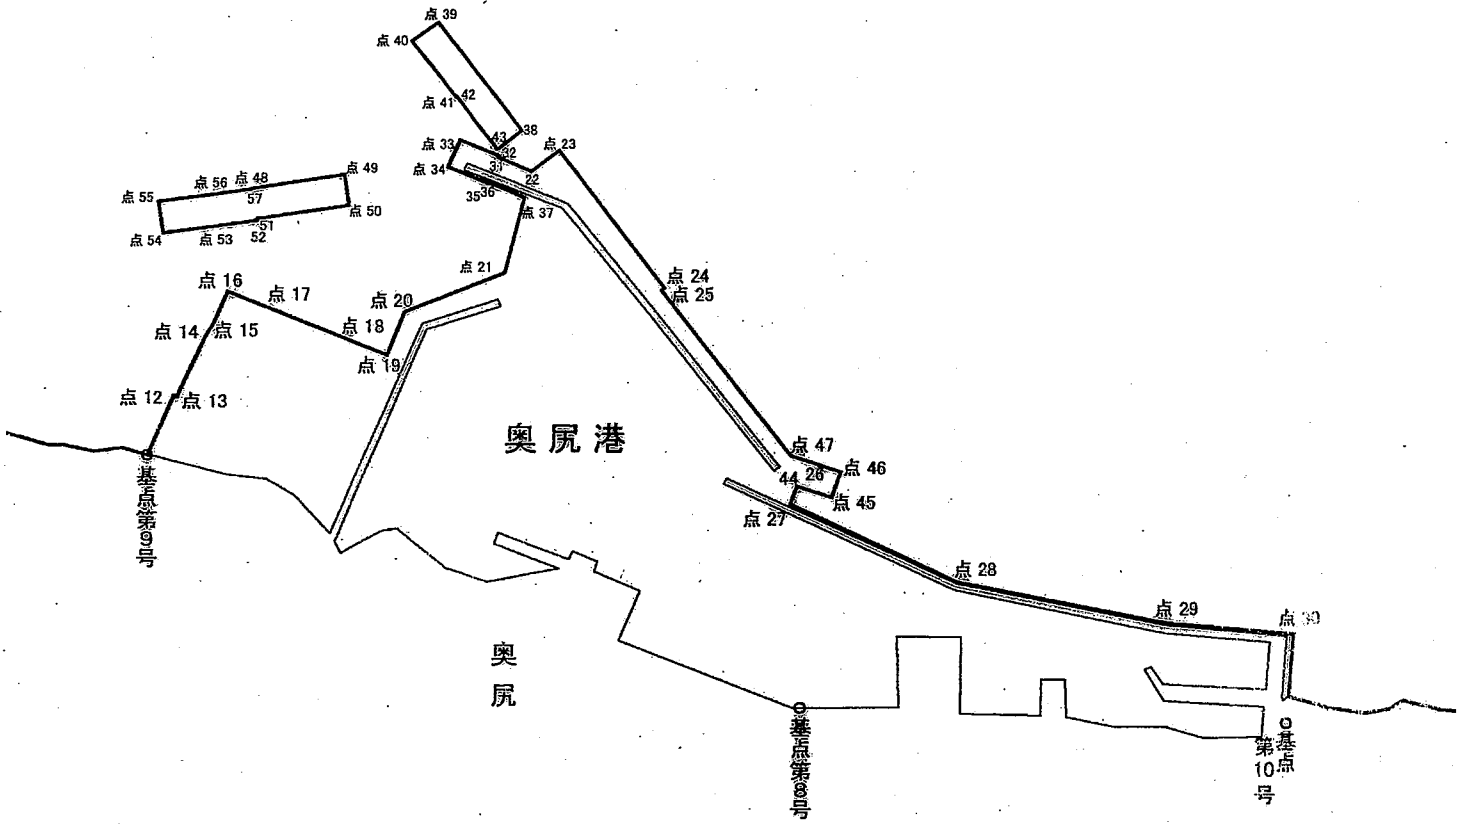 点 39
点 40
42
点 41
38
43
点 33
32
点 23
31
点 34
22
35
36
点 37
点 49
点 48
点 56
点 55
57
点 50
51
52
点 53
点 54
点 21
点 16
点 17
点 20
点 14
点 15
点 18
点 19
点 24
点 25
点 12
点 13
奥尻港
点 47
点 46
44
26
点 45
点 27
基点第9号
点 28
点 29
点 30
奥尻
基点第8号
基点
第10号